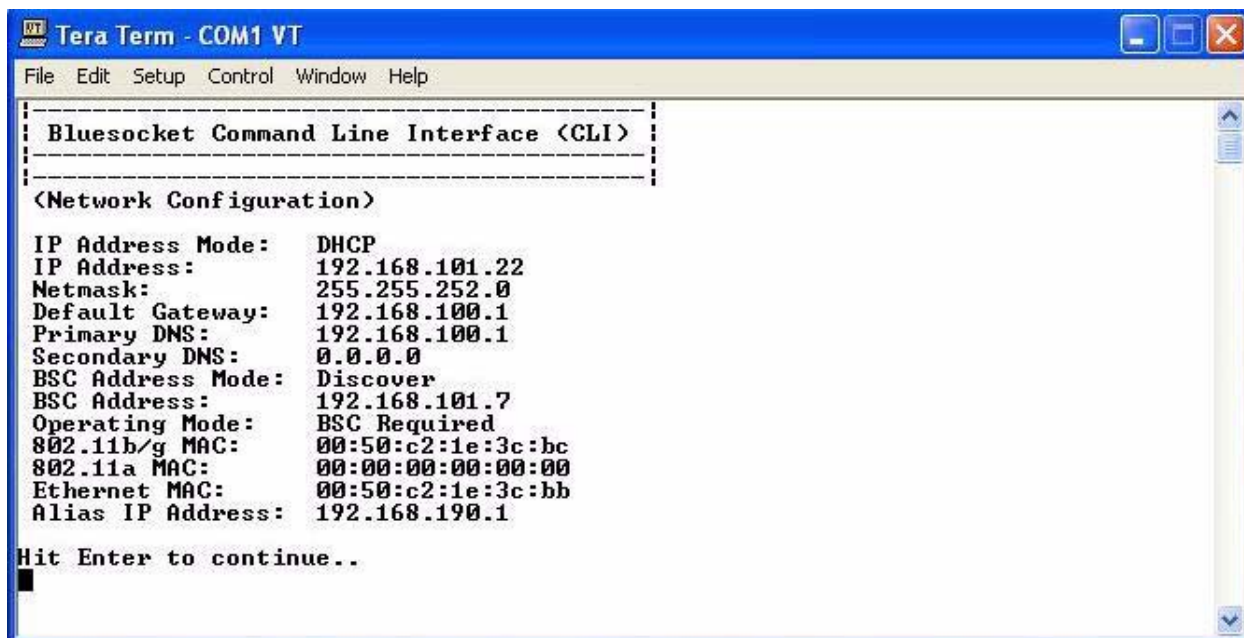 Tera Term - COM1 VT
File Edit Setup Control Window Help
Bluesocket Command Line Interface (CLI)
(Network Configuration)
IP Address Mode: DHCP
IP Address: 192.168.101.22
Netmask: 255.255.252.0
Default Gateway: 192.168.100.1
Primary DNS: 192.168.100.1
Secondary DNS: 0.0.0.0
BSC Address Mode: Discover
BSC Address: 192.168.101.7
Operating Mode: BSC Required
802.11b/g MAC: 00:50:c2:1e:3c:bc
802.11a MAC: 00:00:00:00:00:00
Ethernet MAC: 00:50:c2:1e:3c:bb
Alias IP Address: 192.168.190.1
Hit Enter to continue..